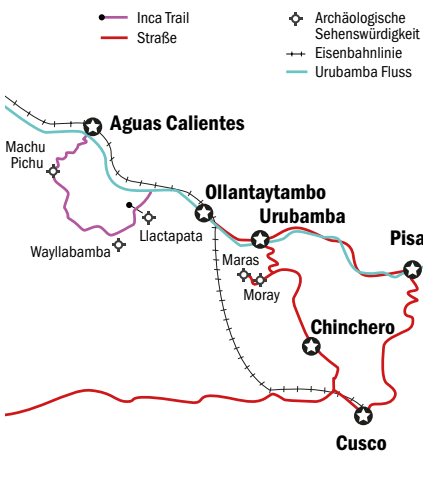 Inca Trail
Straße
Archäologische
Sehenswürdigkeit
Eisenbahnlinie
Urubamba Fluss
Aguas Calientes
Machu
Pichu
Ollantaytambo
Urubamba
Llactapata
Wayllabamba
Pisa
Maras
Moray
Chinchero
Cusco